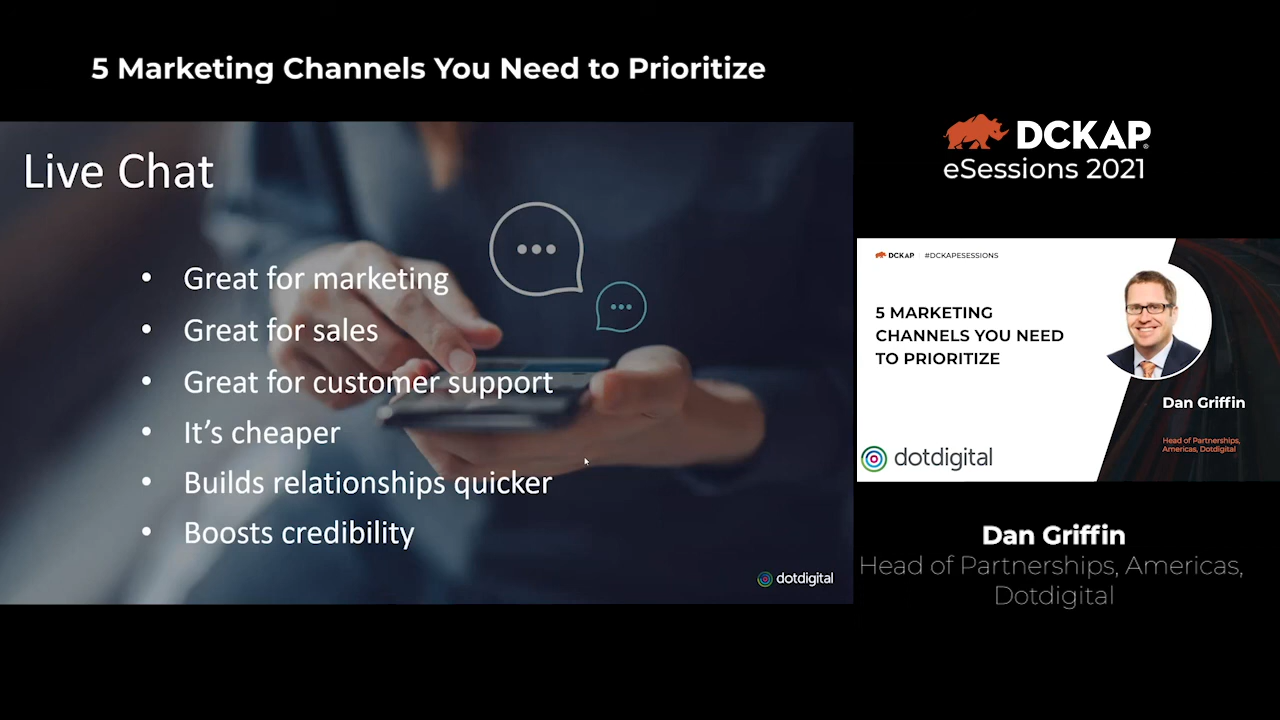 5 Marketing Channels You Need to Prioritize
Live Chat
• Great for marketing
• Great for sales
• Great for customer support
• It’s cheaper
• Builds relationships quicker
• Boosts credibility
dotdigital
DCKAP®
eSessions 2021
DCKAP #DCKAPESESSIONS
5 MARKETING
CHANNELS YOU NEED
TO PRIORITIZE
Dan Griffin
Head of Partnerships,
Americas, Dotdigital
dotdigital
Dan Griffin
Head of Partnerships, Americas,
Dotdigital